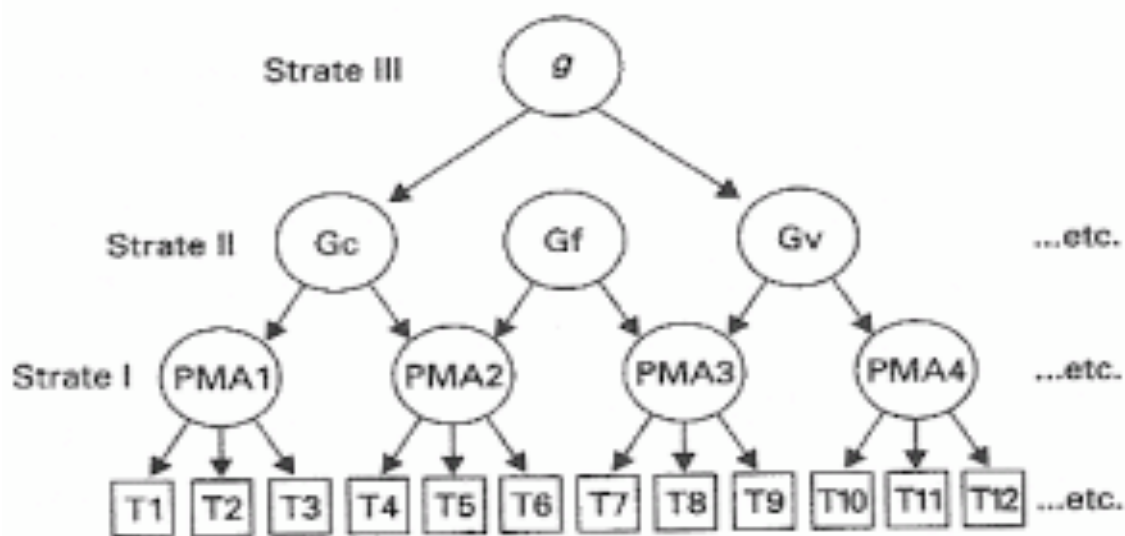 Strate III g
Strate II Gc Gf Gv ...etc.
Strate I PMA1 PMA2 PMA3 PMA4 ...etc.
T1 T2 T3 T4 T5 T6 T7 T8 T9 T10 T11 T12 ...etc.